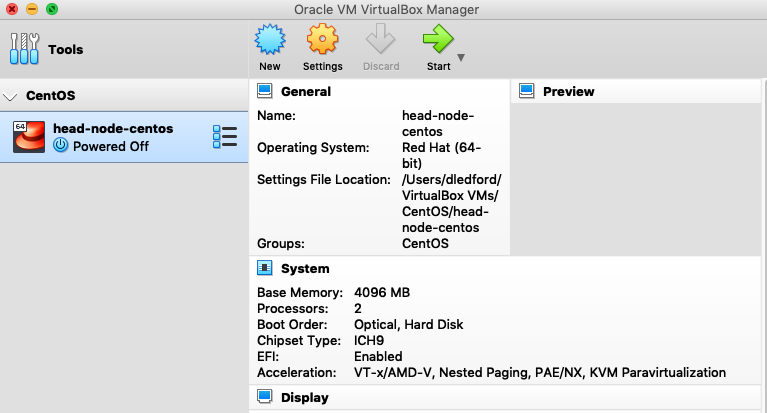 Oracle VM VirtualBox Manager
Tools
New
Settings
Discard
Start
CentOS
64
head-node-centos
Powered Off
General
Name: head-node-
centos
Operating System: Red Hat (64-
bit)
Settings File Location: /Users/dledford/
VirtualBox VMs/
CentOS/head-
node-centos
Groups: CentOS
Preview
System
Base Memory: 4096 MB
Processors: 2
Boot Order: Optical, Hard Disk
Chipset Type: ICH9
EFI: Enabled
Acceleration: VT-x/AMD-V, Nested Paging, PAE/NX, KVM Paravirtualization
Display